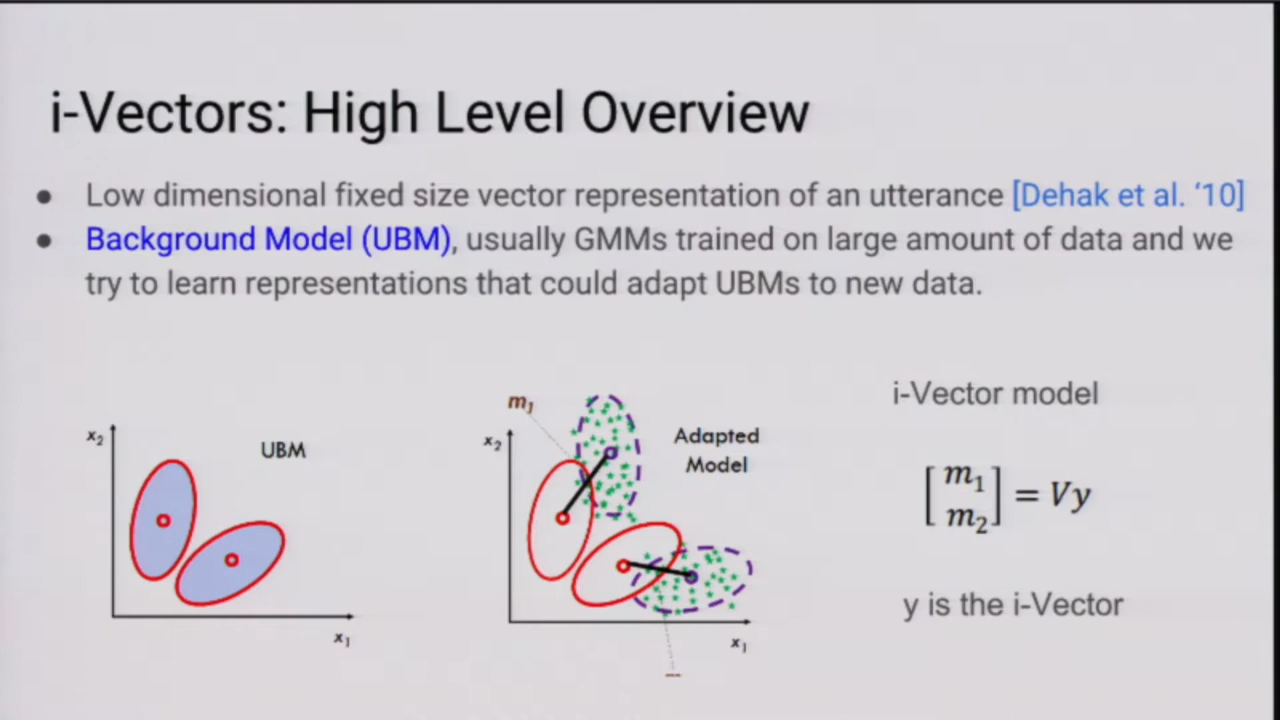 i-Vectors: High Level Overview
● Low dimensional fixed size vector representation of an utterance [Dehak et al. ‘10]
● Background Model (UBM), usually GMMs trained on large amount of data and we
try to learn representations that could adapt UBMs to new data.
x₂
UBM
x₁
m₁
x₂
Adapted
Model
x₁
i-Vector model
[m₁
m₂] = Vy
y is the i-Vector